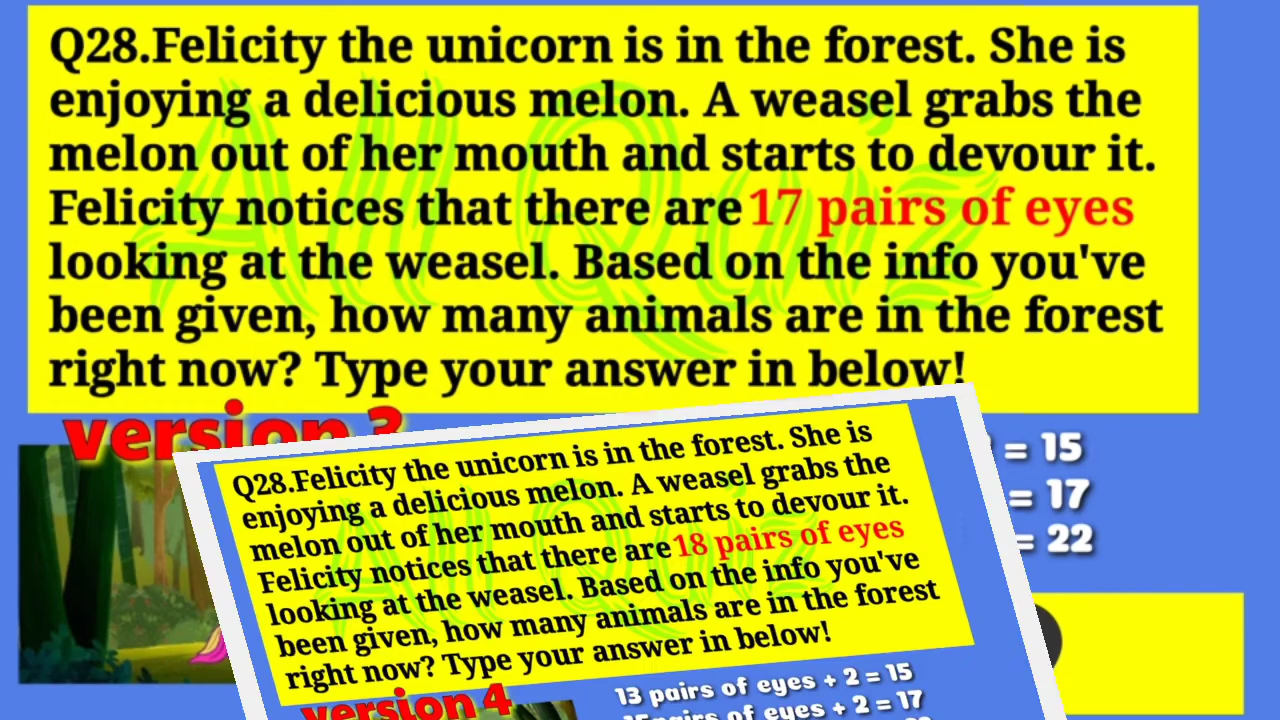 Q28.Felicity the unicorn is in the forest. She is
enjoying a delicious melon. A weasel grabs the
melon out of her mouth and starts to devour it.
Felicity notices that there are 17 pairs of eyes
looking at the weasel. Based on the info you've
been given, how many animals are in the forest
right now? Type your answer in below!
All Quiz
version 3
= 15
= 17
= 22
Q28.Felicity the unicorn is in the forest. She is
enjoying a delicious melon. A weasel grabs the
melon out of her mouth and starts to devour it.
Felicity notices that there are 18 pairs of eyes
looking at the weasel. Based on the info you've
been given, how many animals are in the forest
right now? Type your answer in below!
All Quiz
version 4
13 pairs of eyes + 2 = 15
15pairs of eyes + 2 = 17